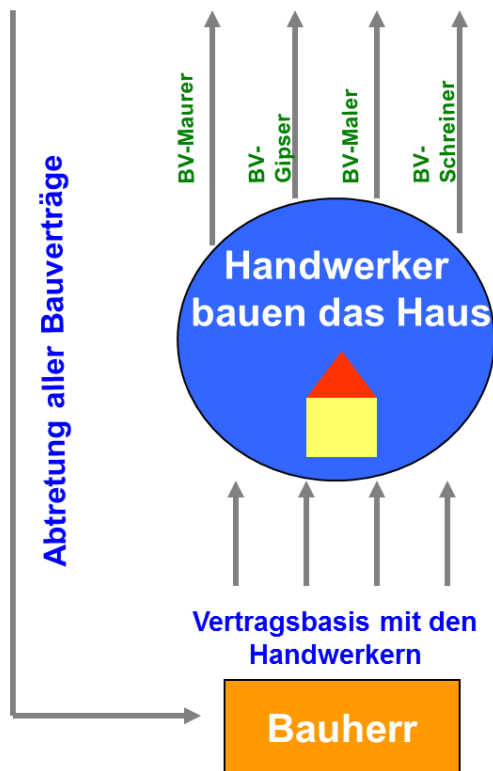 BV-Maurer
BV-
Gipser
BV-Maler
BV-
Schreiner
Abtretung aller Bauverträge
Handwerker
bauen das Haus
Vertragsbasis mit den
Handwerkern
Bauherr